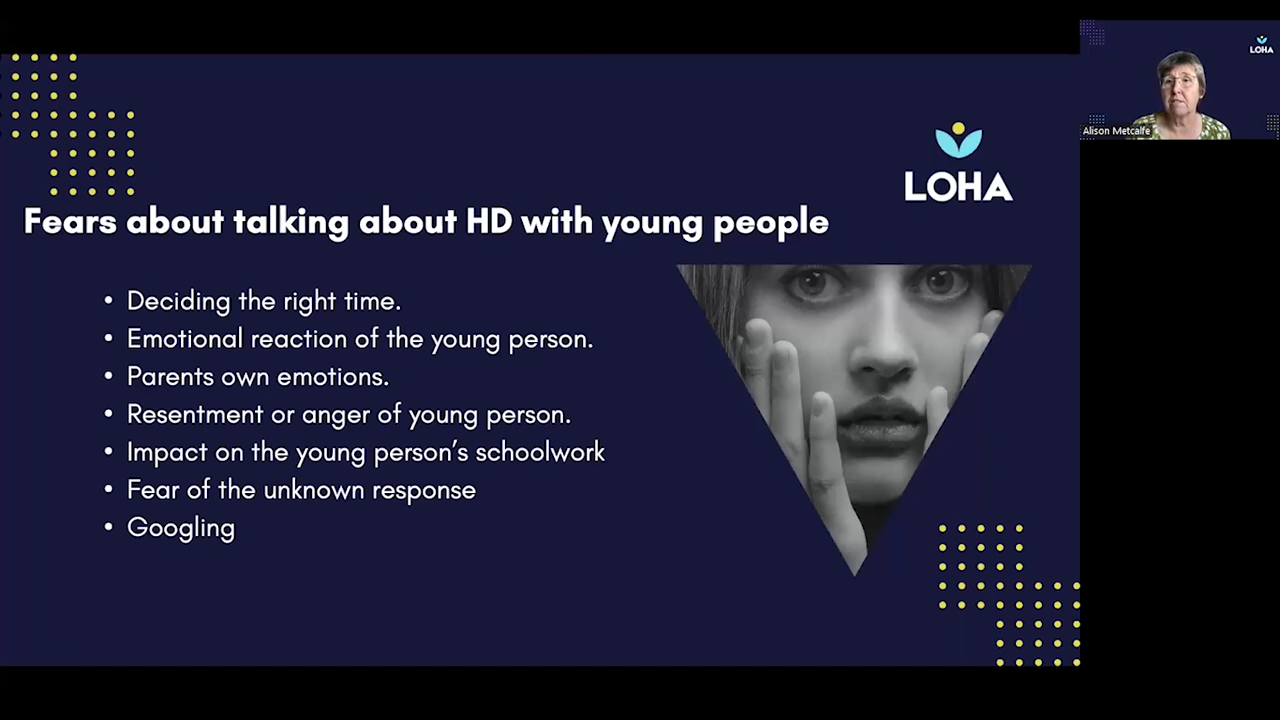 LOHA
Fears about talking about HD with young people
• Deciding the right time.
• Emotional reaction of the young person.
• Parents own emotions.
• Resentment or anger of young person.
• Impact on the young person’s schoolwork
• Fear of the unknown response
• Googling
LOHA
Alison Metcalfe